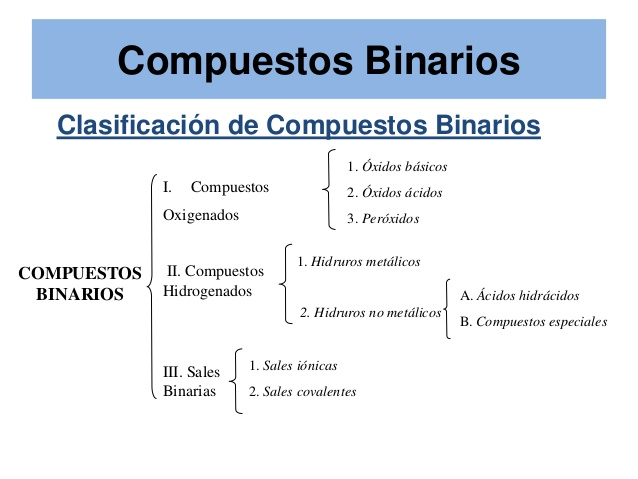 Compuestos Binarios
Clasificación de Compuestos Binarios
COMPUESTOS
BINARIOS
I. Compuestos
Oxigenados
1. Óxidos básicos
2. Óxidos ácidos
3. Peróxidos
II. Compuestos
Hidrogenados
1. Hidruros metálicos
2. Hidruros no metálicos
A. Ácidos hidrácidos
B. Compuestos especiales
III. Sales
Binarias
1. Sales iónicas
2. Sales covalentes